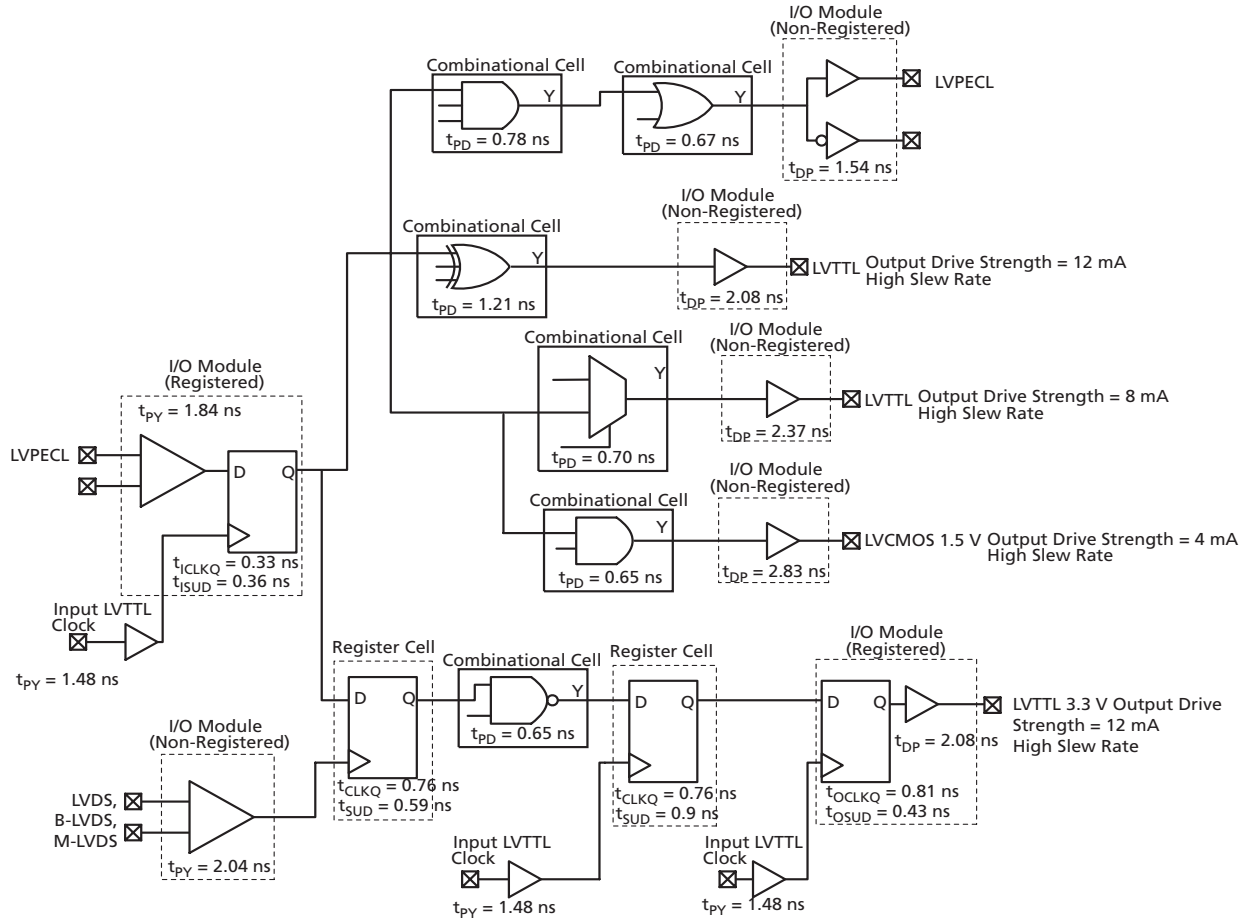 I/O Module
(Non-Registered)
Combinational Cell
Y
tPD = 0.78 ns
Combinational Cell
Y
tPD = 0.67 ns
LVPECL
tDP = 1.54 ns
I/O Module
(Non-Registered)
Combinational Cell
Y
tPD = 1.21 ns
tDP = 2.08 ns
LVTTL Output Drive Strength = 12 mA
High Slew Rate
Combinational Cell
Y
tPD = 0.70 ns
I/O Module
(Non-Registered)
tDP = 2.37 ns
LVTTL Output Drive Strength = 8 mA
High Slew Rate
I/O Module
(Registered)
tPY = 1.84 ns
LVPECL
D
Q
tICLKQ = 0.33 ns
tISUD = 0.36 ns
Input LVTTL
Clock
tPY = 1.48 ns
Combinational Cell
Y
tPD = 0.65 ns
I/O Module
(Non-Registered)
tDP = 2.83 ns
LVCMOS 1.5 V Output Drive Strength = 4 mA
High Slew Rate
I/O Module
(Non-Registered)
LVDS,
B-LVDS,
M-LVDS
tPY = 2.04 ns
Register Cell
D
Q
tCLKQ = 0.76 ns
tSUD = 0.59 ns
Combinational Cell
Y
tPD = 0.65 ns
Register Cell
D
Q
tCLKQ = 0.76 ns
tSUD = 0.9 ns
Input LVTTL
Clock
tPY = 1.48 ns
I/O Module
(Registered)
D
Q
tDP = 2.08 ns
tOCLKQ = 0.81 ns
tOSUD = 0.43 ns
LVTTL 3.3 V Output Drive
Strength = 12 mA
High Slew Rate
Input LVTTL
Clock
tPY = 1.48 ns